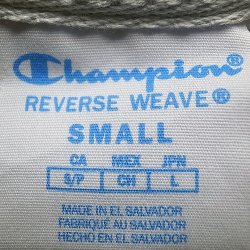 Champion®
REVERSE WEAVE®
SMALL
CA MEX JPN
S/P CH L
MADE IN EL SALVADOR
FABRIQUÉ AU SALVADOR
HECHO EN EL SALVADOR